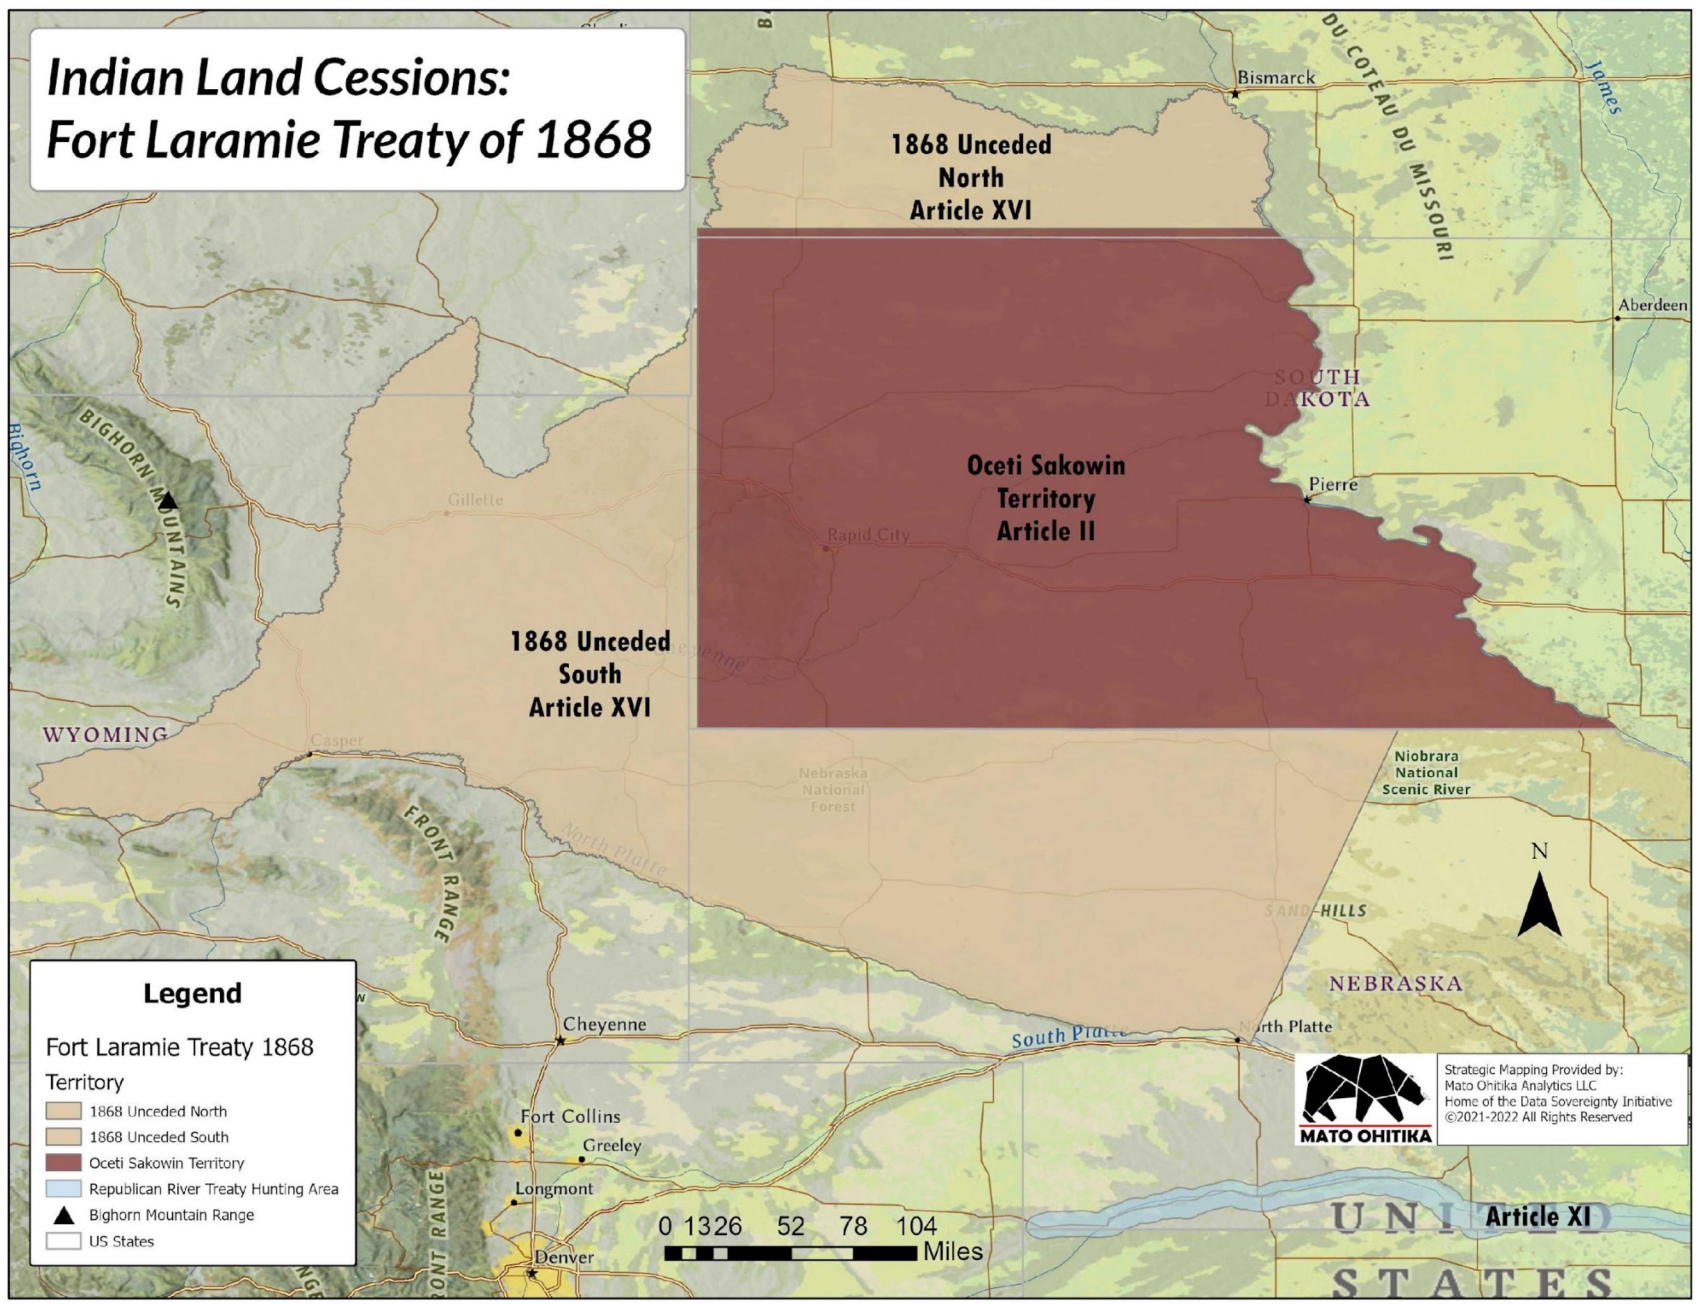 Indian Land Cessions:
Fort Laramie Treaty of 1868
Bismarck
DU COTEAU DU MISSOURI
James
1868 Unceded
North
Article XVI
Aberdeen
SOUTH
DAKOTA
BIGHORN MOUNTAINS
Bighorn
Gillette
Oceti Sakowin
Territory
Article II
Pierre
Rapid City
1868 Unceded
South
Article XVI
Cheyenne
WYOMING
Casper
Nebraska
National
Forest
Niobrara
National
Scenic River
North Platte
FRONT RANGE
SAND HILLS
N
NEBRASKA
Cheyenne
South Platte
North Platte
Fort Collins
Greeley
Longmont
Denver
FRONT RANGE
Legend
Fort Laramie Treaty 1868
Territory
1868 Unceded North
1868 Unceded South
Oceti Sakowin Territory
Republican River Treaty Hunting Area
Bighorn Mountain Range
US States
0 13 26 52 78 104
Miles
MATO OHITIKA
Strategic Mapping Provided by:
Mato Ohitika Analytics LLC
Home of the Data Sovereignty Initiative
©2021-2022 All Rights Reserved
Article XI
UNITED
STATES